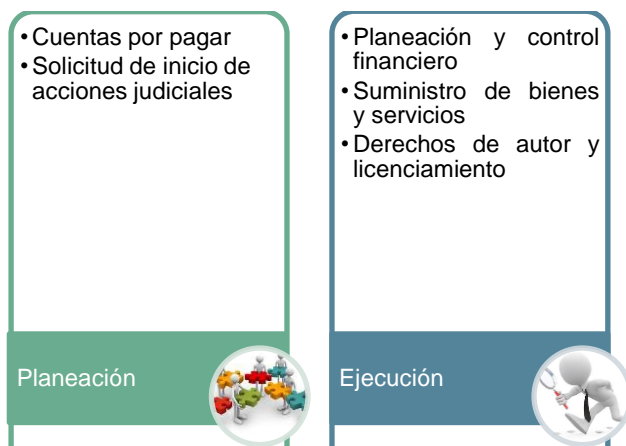 • Cuentas por pagar
• Solicitud de inicio de
acciones judiciales
Planeación
• Planeación y control
financiero
• Suministro de bienes
y servicios
• Derechos de autor y
licenciamiento
Ejecución